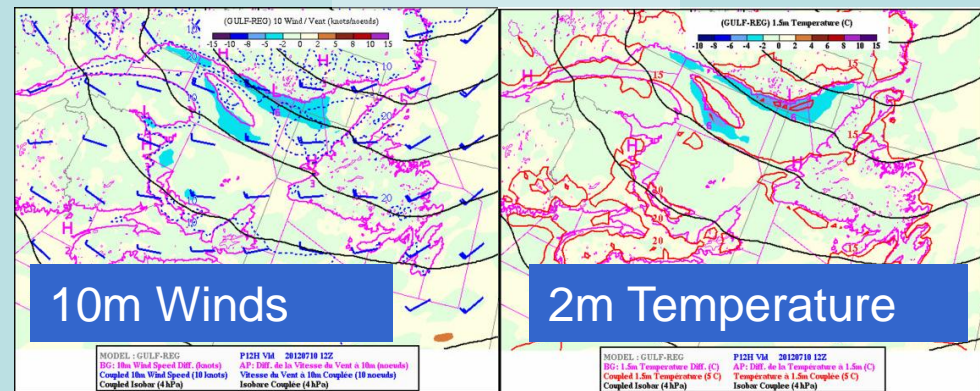 (GULF-REG) 10 Wind / Vent (knots/noeuds)
-15 -10 -8 -6 -4 -2 0 2 4 6 8 10 15
10m Winds
MODEL : GULF-REG P12H Vld 20120710 12Z
BG: 10m Wind Speed Diff. (knots) AP: Diff. de la Vitesse du Vent à 10m (noeuds)
Coupled 10m Wind Speed (10 knots) Vitesse du Vent à 10m Couplée (10 noeuds)
Coupled Isobar (4 hPa) Isobare Couplée (4 hPa)
(GULF-REG) 1.5m Temperature (C)
-10 -8 -6 -4 -2 0 2 4 6 8 10 15
2m Temperature
MODEL : GULF-REG P12H Vld 20120710 12Z
BG: 1.5m Temperature Diff. (C) AP: Diff. de la Température à 1.5m (C)
Coupled 1.5m Temperature (5 C) Température à 1.5m Couplée (5 C)
Coupled Isobar (4 hPa) Isobare Couplée (4 hPa)